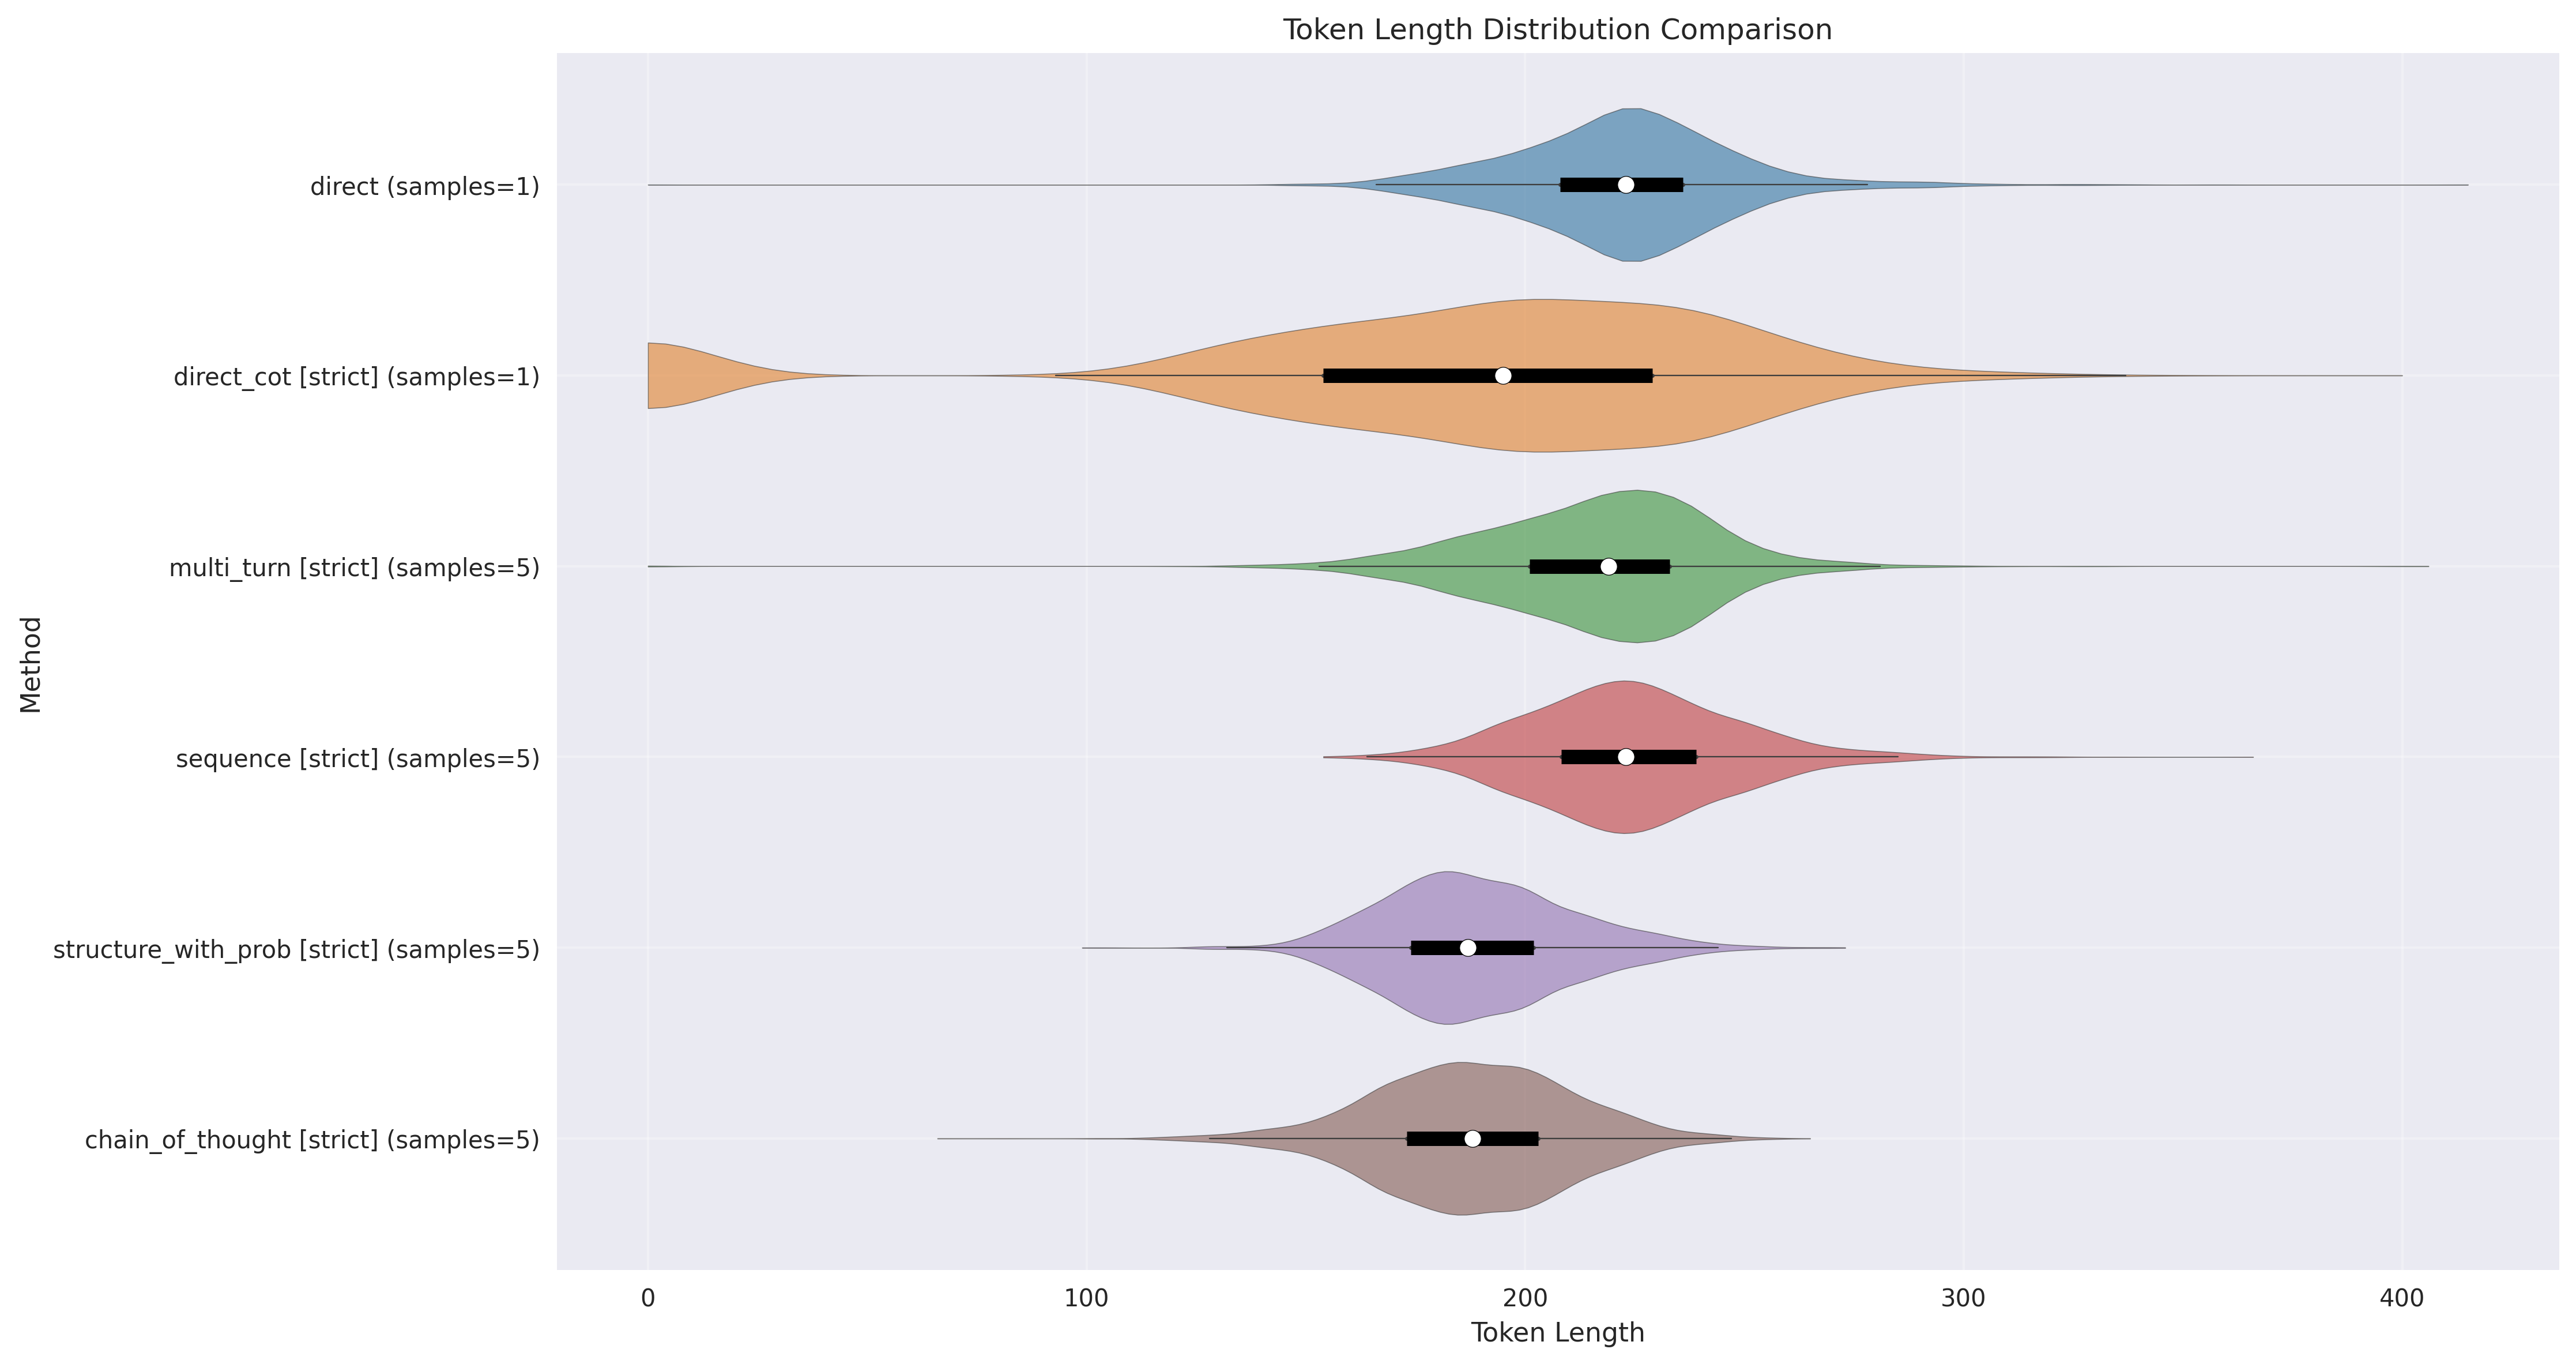 Token Length Distribution Comparison
Method
direct (samples=1)
direct_cot [strict] (samples=1)
multi_turn [strict] (samples=5)
sequence [strict] (samples=5)
structure_with_prob [strict] (samples=5)
chain_of_thought [strict] (samples=5)
0 100 200 300 400
Token Length